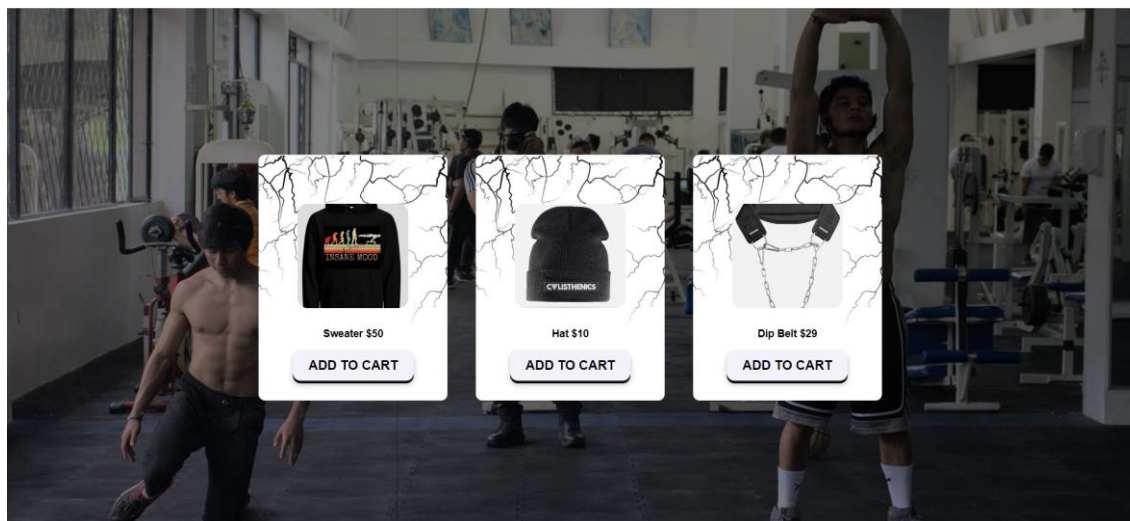 INSANE MOOD
CALISTHENICS
Sweater $50
Hat $10
Dip Belt $29
ADD TO CART
ADD TO CART
ADD TO CART